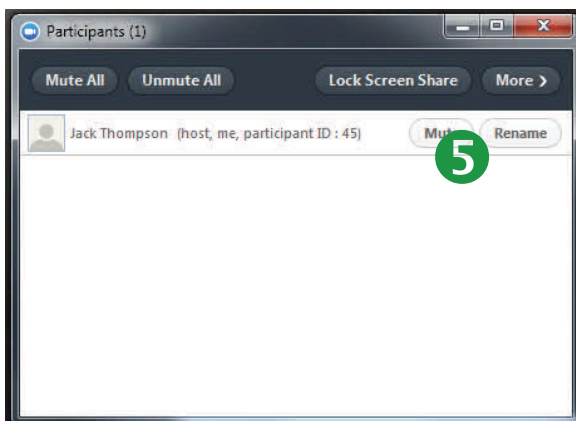 Participants (1)
Mute All Unmute All Lock Screen Share More >
Jack Thompson (host, me, participant ID : 45) Rename
5